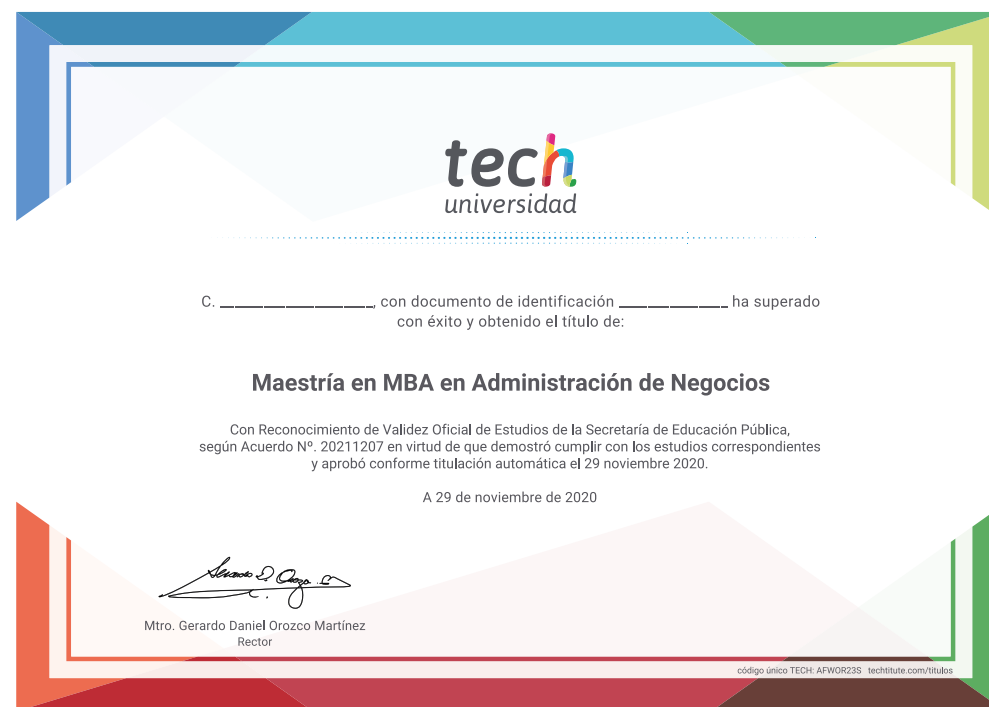 tech
universidad
C. ____________________, con documento de identificación ______________ ha superado
con éxito y obtenido el título de:
Maestría en MBA en Administración de Negocios
Con Reconocimiento de Validez Oficial de Estudios de la Secretaría de Educación Pública,
según Acuerdo Nº. 20211207 en virtud de que demostró cumplir con los estudios correspondientes
y aprobó conforme titulación automática el 29 noviembre 2020.
A 29 de noviembre de 2020
Mtro. Gerardo Daniel Orozco Martínez
Rector
código único TECH: AFWOR23S techtitute.com/titulos